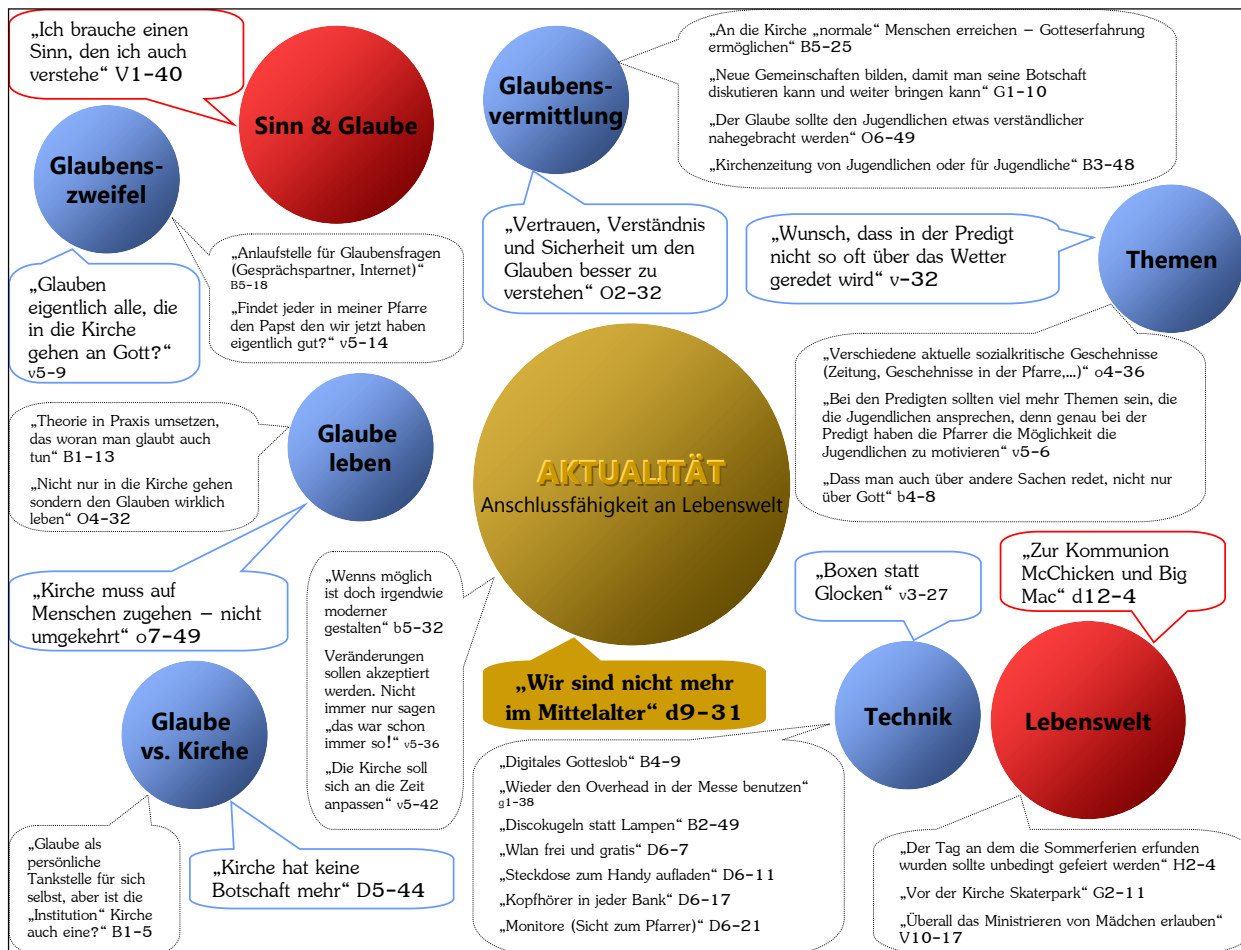 „Ich brauche einen
Sinn, den ich auch
verstehe“ V1-40
Sinn & Glaube
Glaubens-
zweifel
„Anlaufstelle für Glaubensfragen
(Gesprächspartner, Internet)“
B5-18
„Findet jeder in meiner Pfarre
den Papst den wir jetzt haben
eigentlich gut?“ v5-14
„Glauben
eigentlich alle, die
in die Kirche
gehen an Gott?“
v5-9
Glaubens-
vermittlung
„An die Kirche „normale“ Menschen erreichen – Gotteserfahrung
ermöglichen“ B5-25
„Neue Gemeinschaften bilden, damit man seine Botschaft
diskutieren kann und weiter bringen kann“ G1-10
„Der Glaube sollte den Jugendlichen etwas verständlicher
nahegebracht werden“ O6-49
„Kirchenzeitung von Jugendlichen oder für Jugendliche“ B3-48
„Vertrauen, Verständnis
und Sicherheit um den
Glauben besser zu
verstehen“ O2-32
„Wunsch, dass in der Predigt
nicht so oft über das Wetter
geredet wird“ v-32
Themen
„Verschiedene aktuelle sozialkritische Geschehnisse
(Zeitung, Geschehnisse in der Pfarre,...)“ o4-36
„Bei den Predigten sollten viel mehr Themen sein, die
die Jugendlichen ansprechen, denn genau bei der
Predigt haben die Pfarrer die Möglichkeit die
Jugendlichen zu motivieren“ v5-6
„Dass man auch über andere Sachen redet, nicht nur
über Gott“ b4-8
„Theorie in Praxis umsetzen,
das woran man glaubt auch
tun“ B1-13
„Nicht nur in die Kirche gehen
sondern den Glauben wirklich
leben“ O4-32
Glaube
leben
„Kirche muss auf
Menschen zugehen – nicht
umgekehrt“ o7-49
AKTUALITÄT
Anschlussfähigkeit an Lebenswelt
„Wenns möglich
ist doch irgendwie
moderner
gestalten“ b5-32
Veränderungen
sollen akzeptiert
werden. Nicht
immer nur sagen
„das war schon
immer so!“ v5-36
„Die Kirche soll
sich an die Zeit
anpassen“ v5-42
„Wir sind nicht mehr
im Mittelalter“ d9-31
Glaube
vs. Kirche
„Glaube als
persönliche
Tankstelle für sich
selbst, aber ist die
„Institution“ Kirche
auch eine?“ B1-5
„Kirche hat keine
Botschaft mehr“ D5-44
„Boxen statt
Glocken“ v3-27
Technik
„Digitales Gotteslob“ B4-9
„Wieder den Overhead in der Messe benutzen“
g1-38
„Discokugeln statt Lampen“ B2-49
„Wlan frei und gratis“ D6-7
„Steckdose zum Handy aufladen“ D6-11
„Kopfhörer in jeder Bank“ D6-17
„Monitore (Sicht zum Pfarrer)“ D6-21
„Zur Kommunion
McChicken und Big
Mac“ d12-4
Lebenswelt
„Der Tag an dem die Sommerferien erfunden
wurden sollte unbedingt gefeiert werden“ H2-4
„Vor der Kirche Skaterpark“ G2-11
„Überall das Ministrieren von Mädchen erlauben“
V10-17